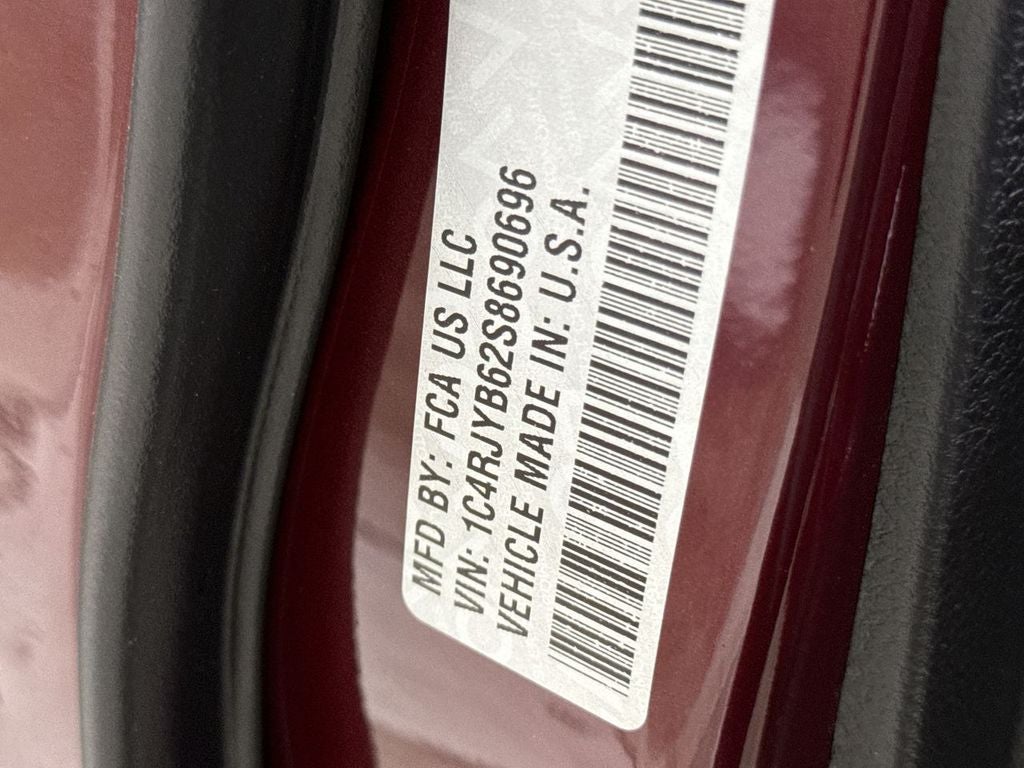 MFD BY: FCA US LLC
VIN: 1C4RJYB62S8690696
VEHICLE MADE IN: U.S.A.